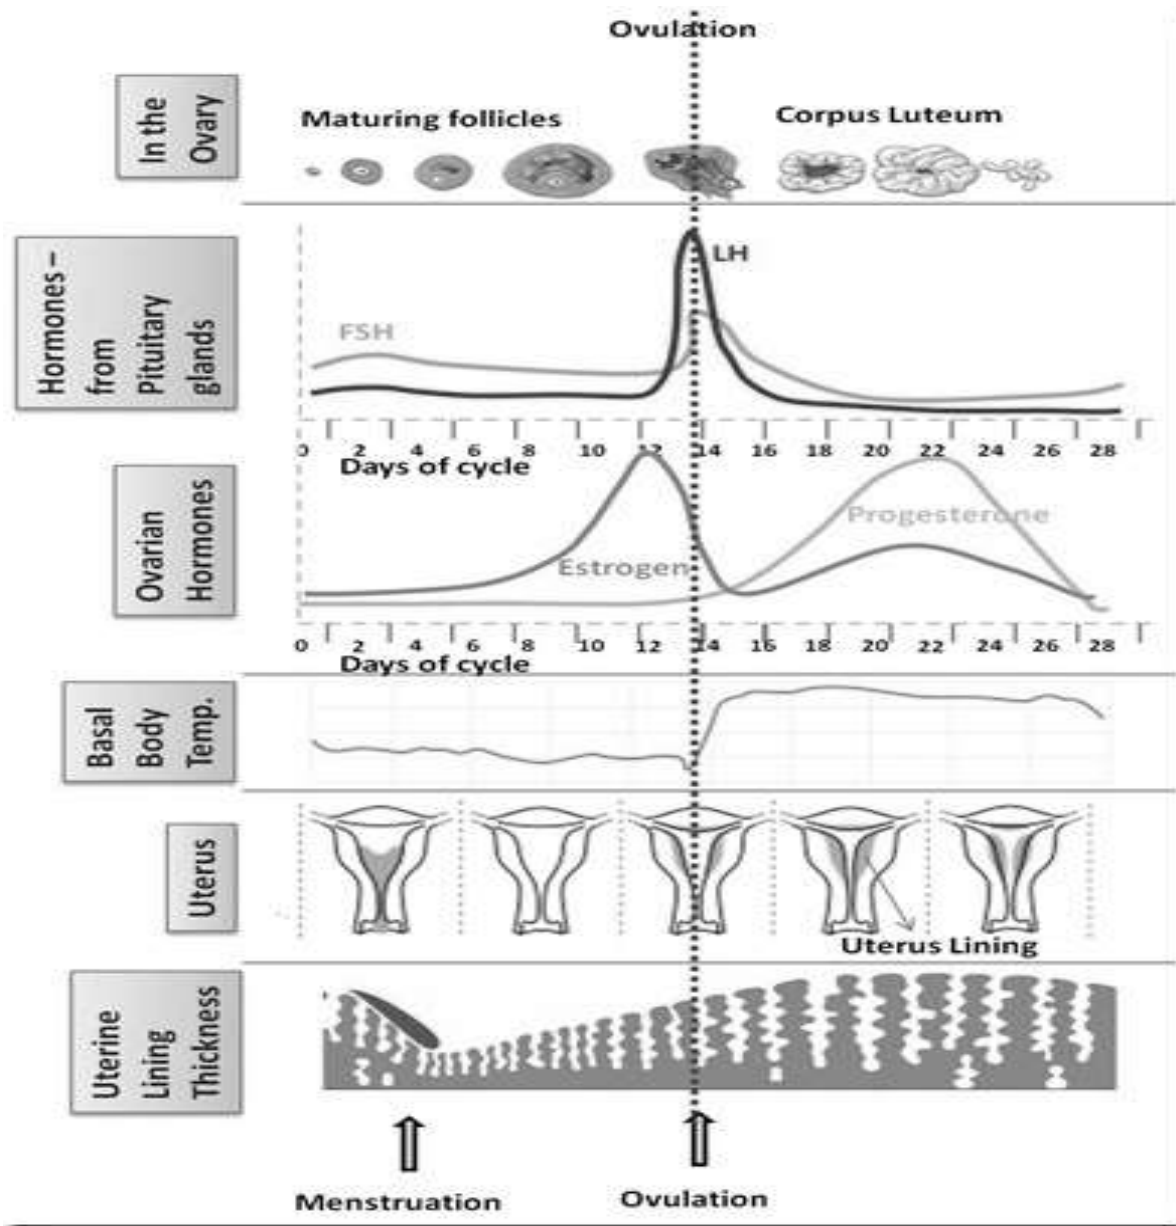 Ovulation
In the
Ovary
Maturing follicles
Corpus Luteum
Hormones –
from
Pituitary
glands
LH
FSH
0 2 4 6 8 10 12 14 16 18 20 22 24 26 28
Days of cycle
Ovarian
Hormones
Progesterone
Estrogen
0 2 4 6 8 10 12 14 16 18 20 22 24 26 28
Days of cycle
Basal
Body
Temp.
Uterus
Uterus Lining
Uterine
Lining
Thickness
Menstruation
Ovulation